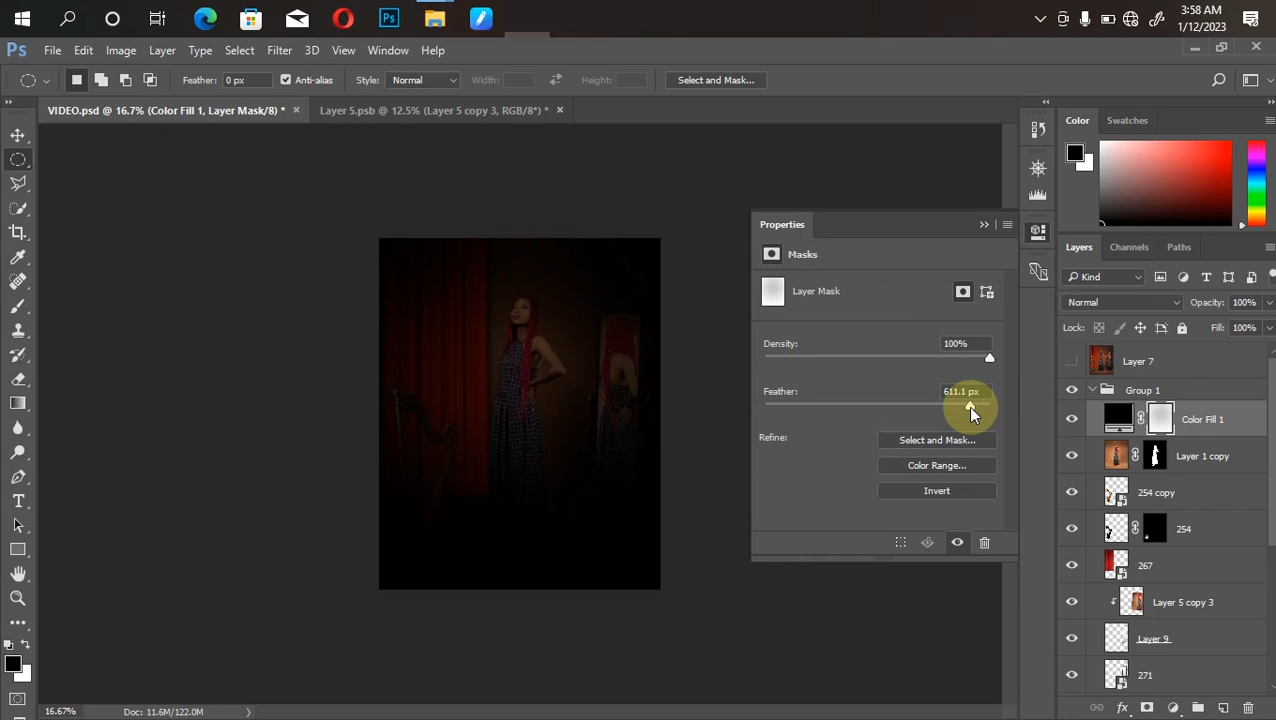 Ps
3:58 AM
1/12/2023
Ps File Edit Image Layer Type Select Filter 3D View Window Help
Feather: 0 px Anti-alias Style: Normal Width: Height: Select and Mask...
VIDEO.psd @ 16.7% (Color Fill 1, Layer Mask/8) * × Layer 5.psb @ 12.5% (Layer 5 copy 3, RGB/8*) * ×
Color Swatches
Properties
Masks
Layer Mask
Density: 100%
Feather: 611.1 px
Refine: Select and Mask...
Color Range...
Invert
Layers Channels Paths
Kind
Normal Opacity: 100%
Lock: Fill: 100%
Layer 7
Group 1
Color Fill 1
Layer 1 copy
254 copy
254
267
Layer 5 copy 3
Layer 9
271
fx
16.67% Doc: 11.6M/122.0M